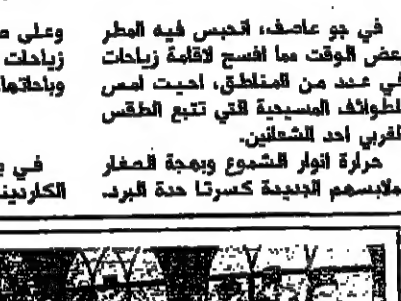 في جو عاصف، انحبس فيه المطر
بعض الوقت مما افسح لاقامة زياحات
في عدد من المناطق، احيت امس
الطوائف المسيحية التي تتبع الطقس
الغربي احد الشعانين.
حرارة انوار الشموع وبهجة الصغار
بملابسهم الجديدة كسرتا حدة البرد.
وعلى
زياحات
وباحاتها
في
الكاردين